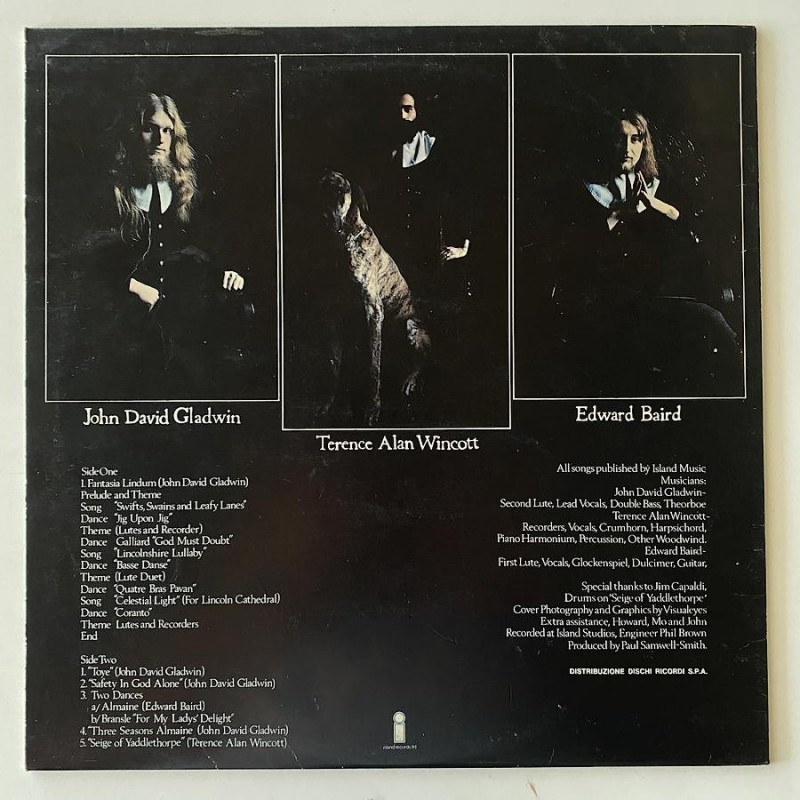 John David Gladwin
Terence Alan Wincott
Edward Baird
Side One
1. Fantasia Lindum (John David Gladwin)
Prelude and Theme
Song "Swifts, Swains and Leafy Lanes"
Dance "Jig Upon Jig"
Theme (Lutes and Recorder)
Dance Galliard "God Must Doubt"
Song "Lincolnshire Lullaby"
Dance "Basse Danse"
Theme (Lute Duet)
Dance "Quatre Bras Pavan"
Song "Celestial Light" (For Lincoln Cathedral)
Dance "Coranto"
Theme Lutes and Recorders
End
Side Two
1. "Toye" (John David Gladwin)
2. "Safety In God Alone" (John David Gladwin)
3. Two Dances
a/ Almaine (Edward Baird)
b/ Bransle "For My Ladys' Delight"
4. "Three Seasons Almaine (John David Gladwin)
5. "Seige of Yaddlethorpe" (Terence Alan Wincott)
All songs published by Island Music
Musicians:
John David Gladwin-
Second Lute, Lead Vocals, Double Bass, Theorboe
Terence Alan Wincott-
Recorders, Vocals, Crumhorn, Harpsichord,
Piano Harmonium, Percussion, Other Woodwind.
Edward Baird-
First Lute, Vocals, Glockenspiel, Dulcimer, Guitar,
Special thanks to Jim Capaldi,
Drums on 'Seige of Yaddlethorpe'
Cover Photography and Graphics by Visualeyes
Extra assistance, Howard, Mo and John
Recorded at Island Studios, Engineer Phil Brown
Produced by Paul Samwell-Smith.
DISTRIBUZIONE DISCHI RICORDI S.P.A.
i
island records ltd